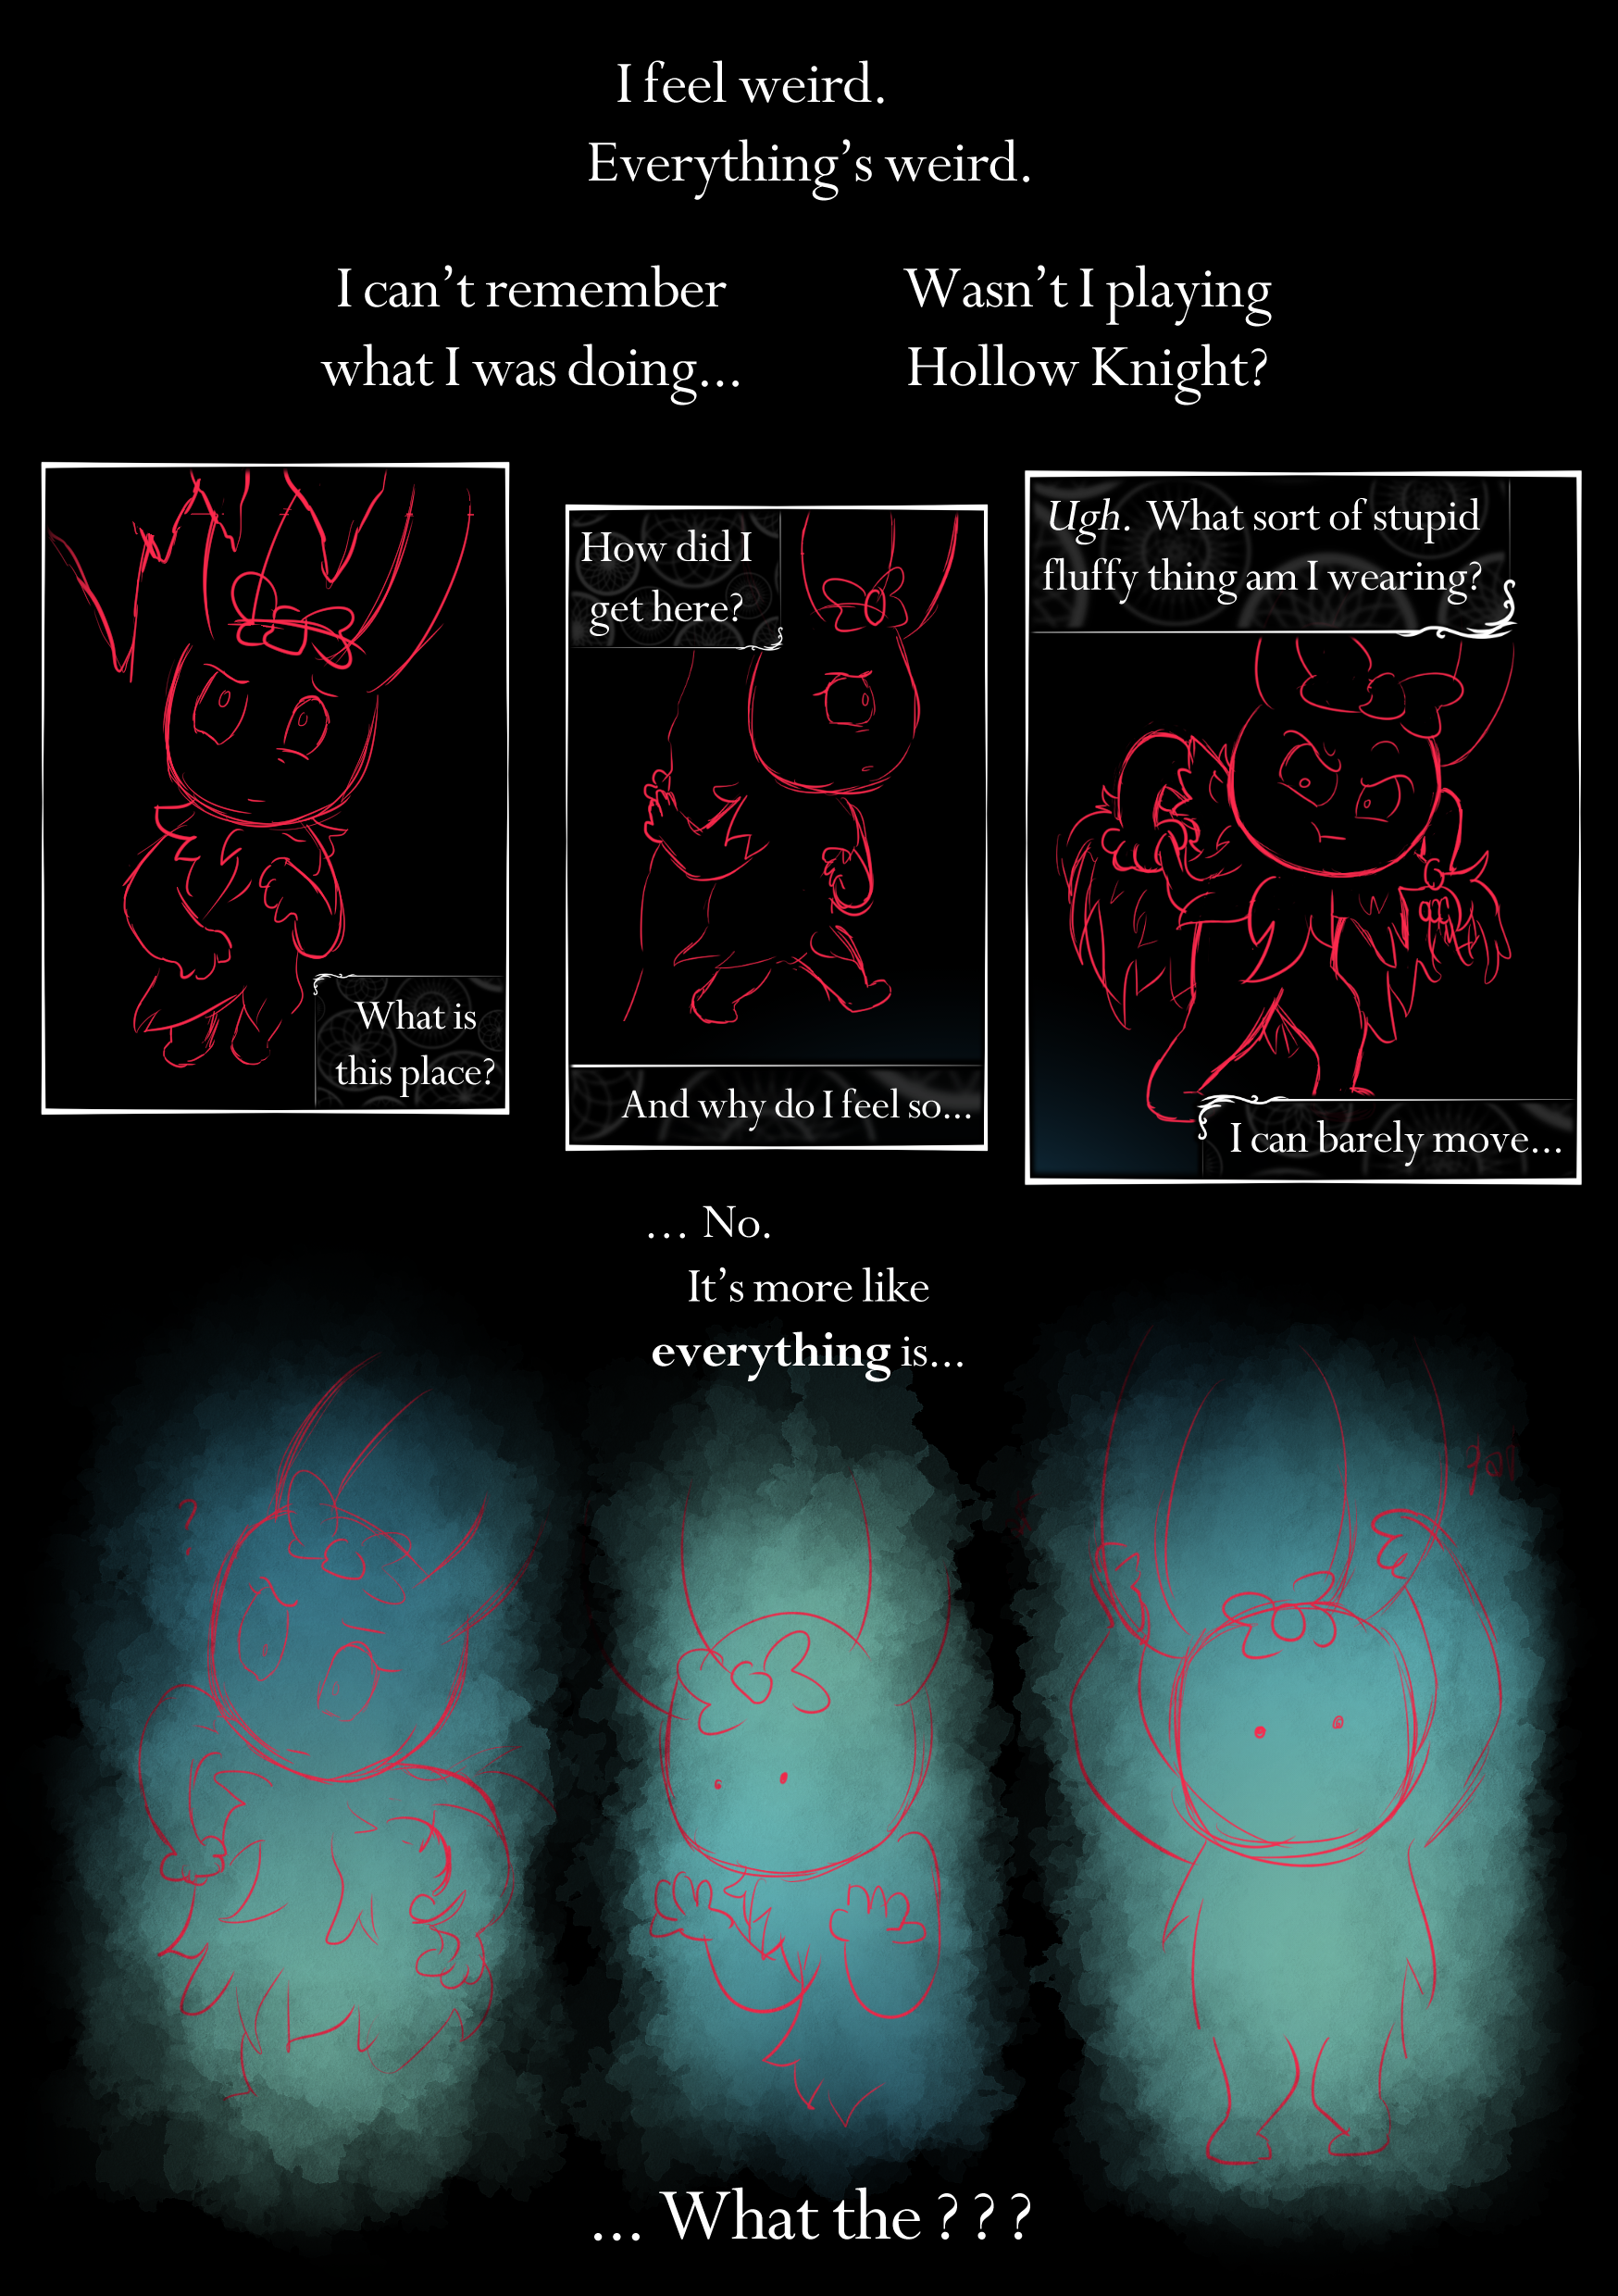 I feel weird.
Everything’s weird.
I can’t remember
what I was doing...
Wasn’t I playing
Hollow Knight?
What is
this place?
How did I
get here?
And why do I feel so...
Ugh. What sort of stupid
fluffy thing am I wearing?
I can barely move...
... No.
It’s more like
everything is...
?
... What the ? ? ?